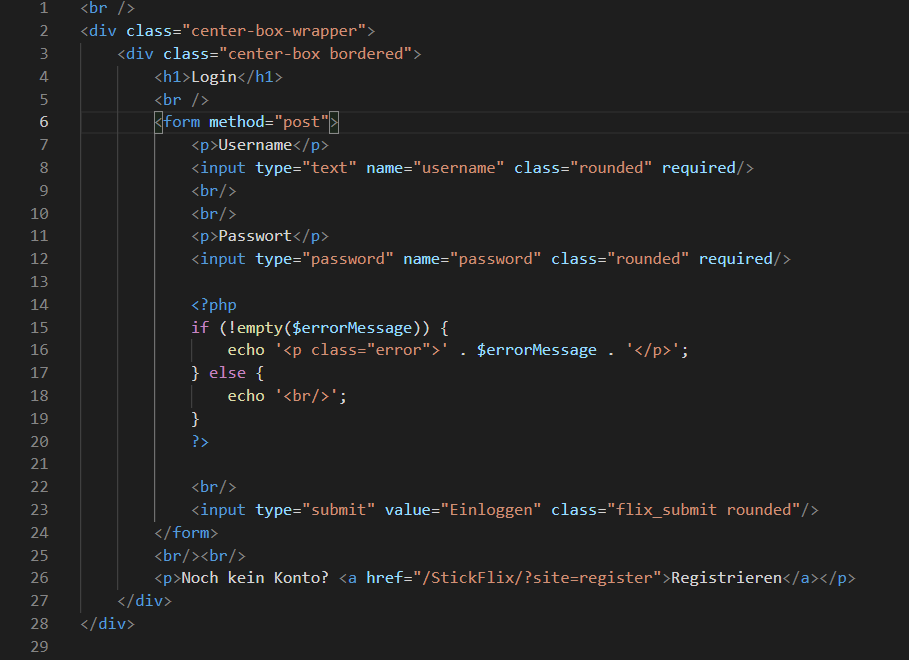 1 <br />
2 <div class="center-box-wrapper">
3     <div class="center-box bordered">
4         <h1>Login</h1>
5         <br />
6         <form method="post">
7             <p>Username</p>
8             <input type="text" name="username" class="rounded" required/>
9             <br/>
10             <br/>
11             <p>Passwort</p>
12             <input type="password" name="password" class="rounded" required/>
13
14             <?php
15             if (!empty($errorMessage)) {
16                 echo '<p class="error">' . $errorMessage . '</p>';
17             } else {
18                 echo '<br/>';
19             }
20             ?>
21
22             <br/>
23             <input type="submit" value="Einloggen" class="flix_submit rounded"/>
24         </form>
25         <br/><br/>
26         <p>Noch kein Konto? <a href="/StickFlix/?site=register">Registrieren</a></p>
27     </div>
28 </div>
29